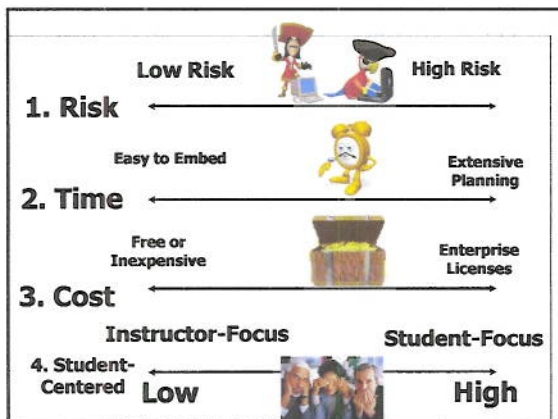 Low Risk
High Risk
1. Risk
Easy to Embed
Extensive
Planning
2. Time
Free or
Inexpensive
Enterprise
Licenses
3. Cost
Instructor-Focus
Student-Focus
4. Student-
Centered
Low
High